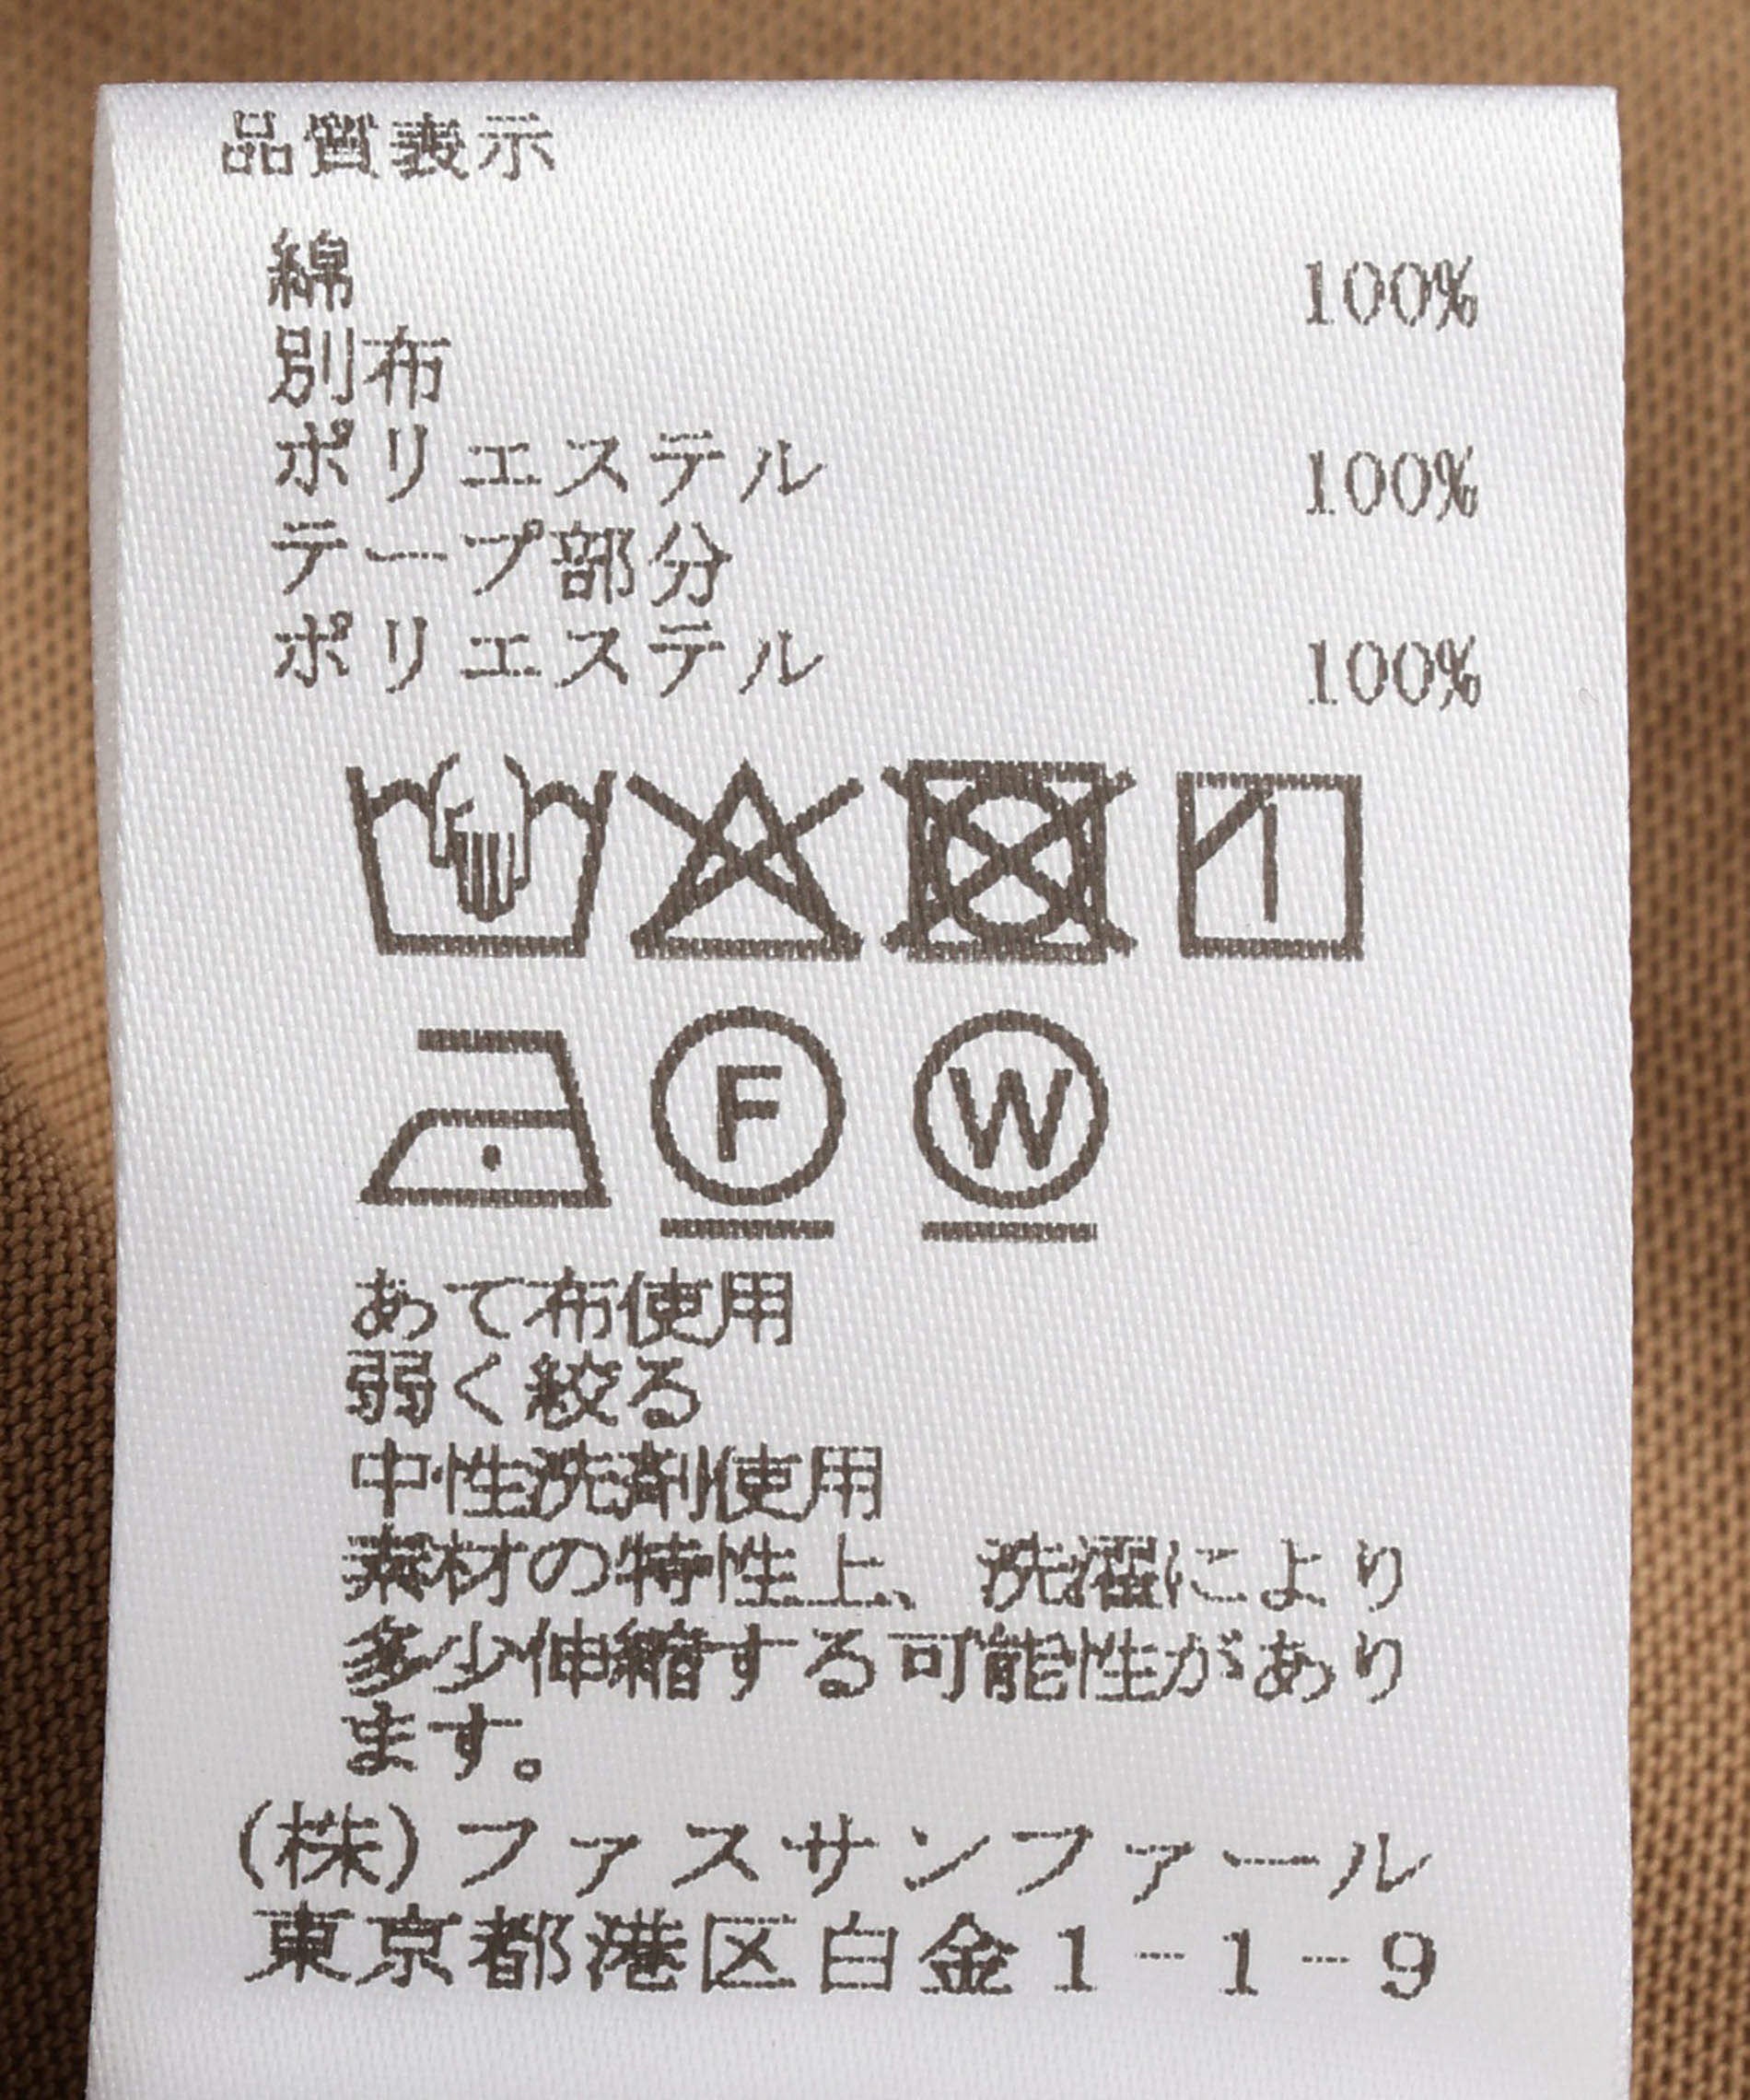 品質表示
綿 100%
別布
ポリエステル 100%
テープ部分
ポリエステル 100%
F W
あて布使用
弱く絞る
中性洗剤使用
素材の特性上、洗濯により
多少伸縮する可能性があり
ます。
(株)ファスサンファール
東京都港区白金1-1-9